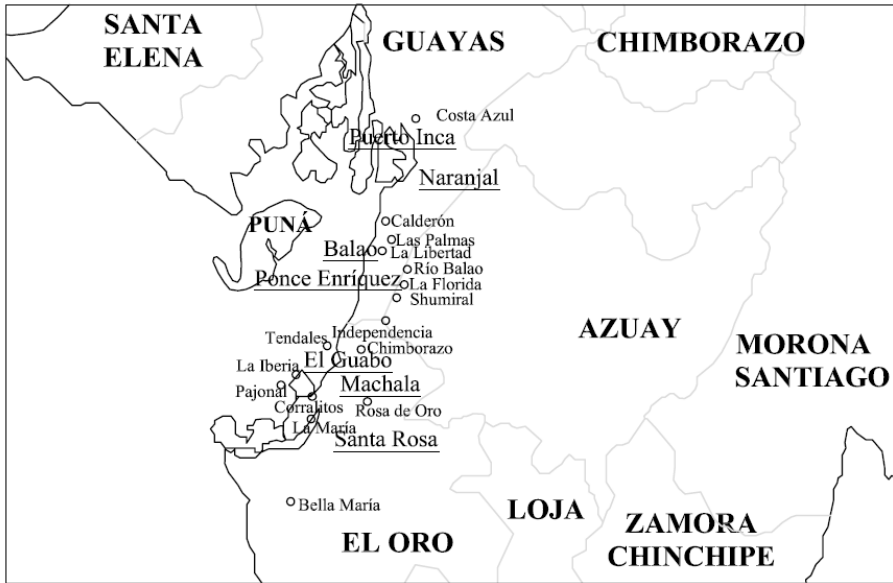 SANTA
ELENA
GUAYAS
CHIMBORAZO
Costa Azul
Puerto Inca
Naranjal
PUNÁ
Calderón
Las Palmas
Balao
La Libertad
Río Balao
Ponce Enríquez
La Florida
Shumiral
AZUAY
Independencia
Tendales
Chimborazo
MORONA
SANTIAGO
El Guabo
La Iberia
Machala
Pajonal
Corralitos
Rosa de Oro
La María
Santa Rosa
Bella María
LOJA
EL ORO
ZAMORA
CHINCHIPE